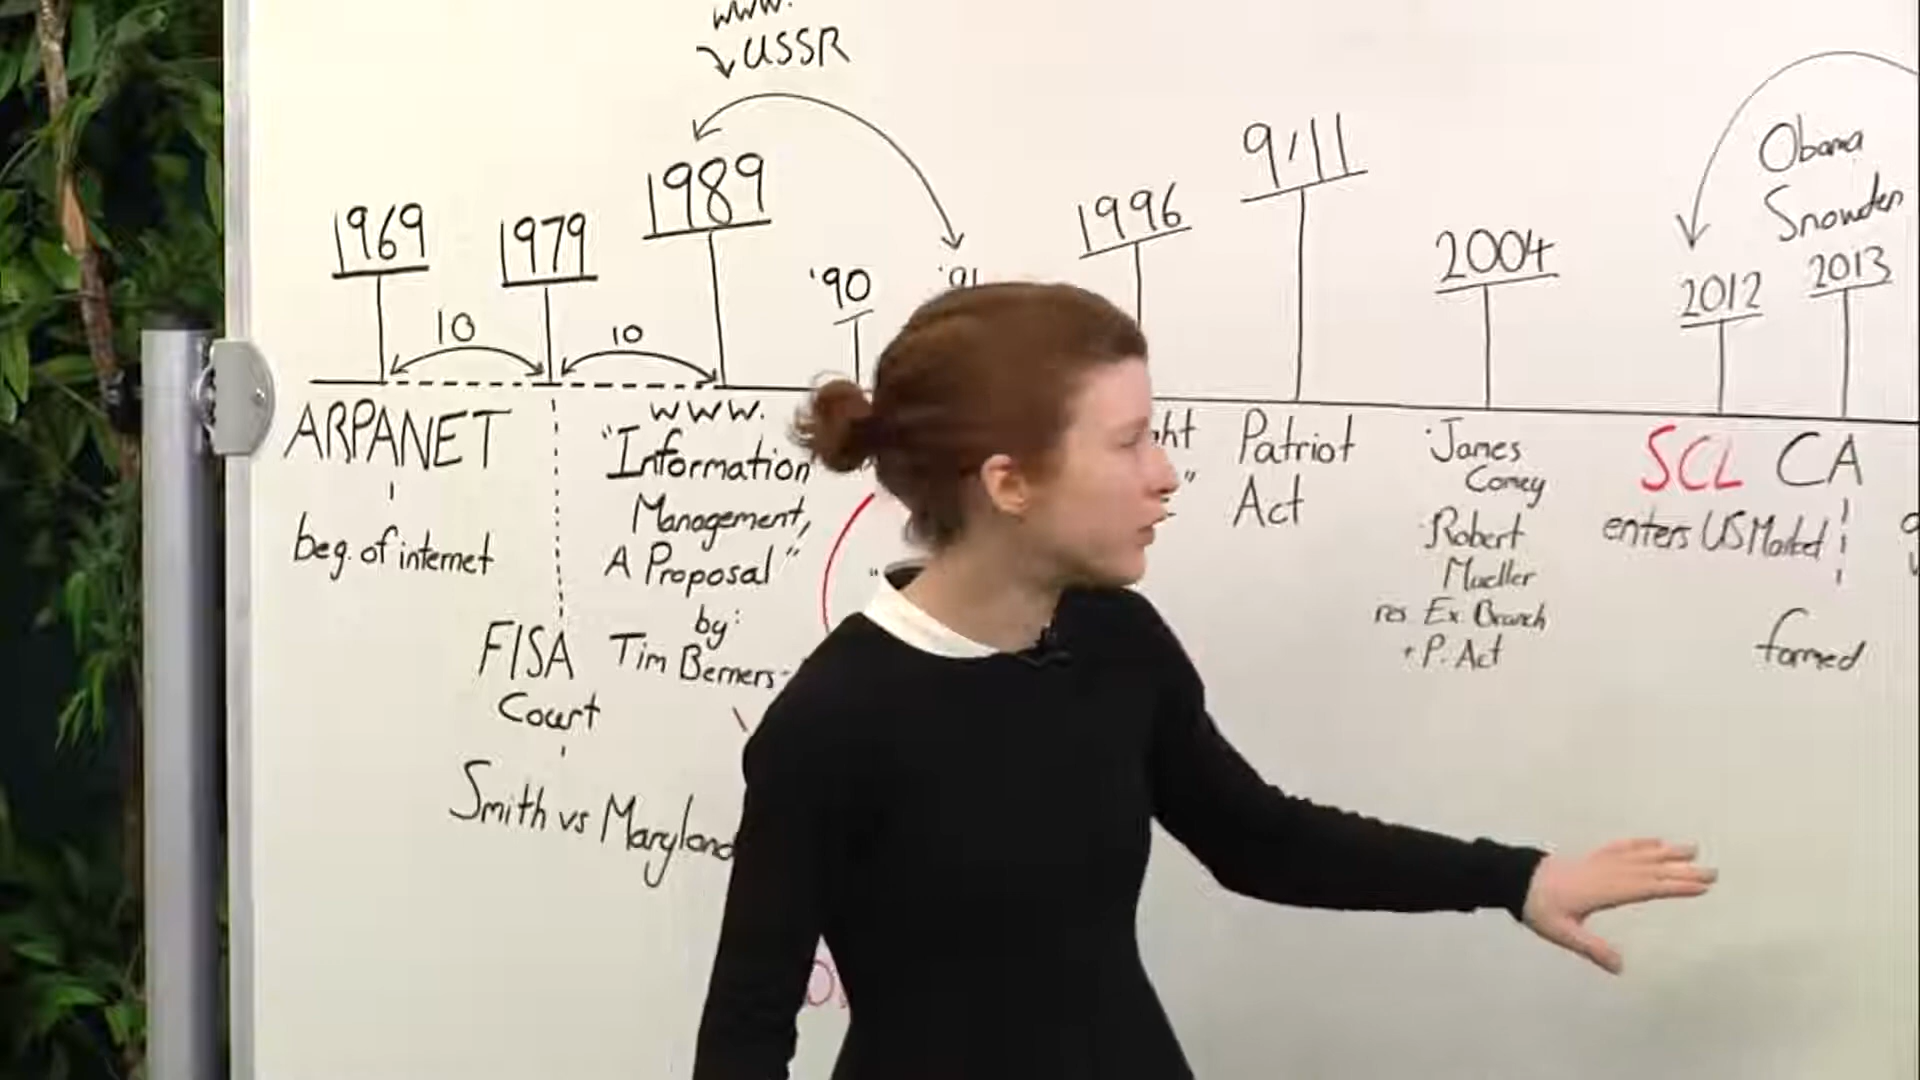 www.
USSR
1969
1979
1989
'90
'91
1996
9/11
2004
2012
Obama
Snowden
2013
10
10
ARPANET
beg. of internet
FISA
Court
Smith vs Maryland
www.
"Information
Management,
A Proposal"
by:
Tim Berners-
Patriot
Act
James
Comey
Robert
Mueller
Ex Branch
+ P. Act
SCL
enters US Market
CA
formed